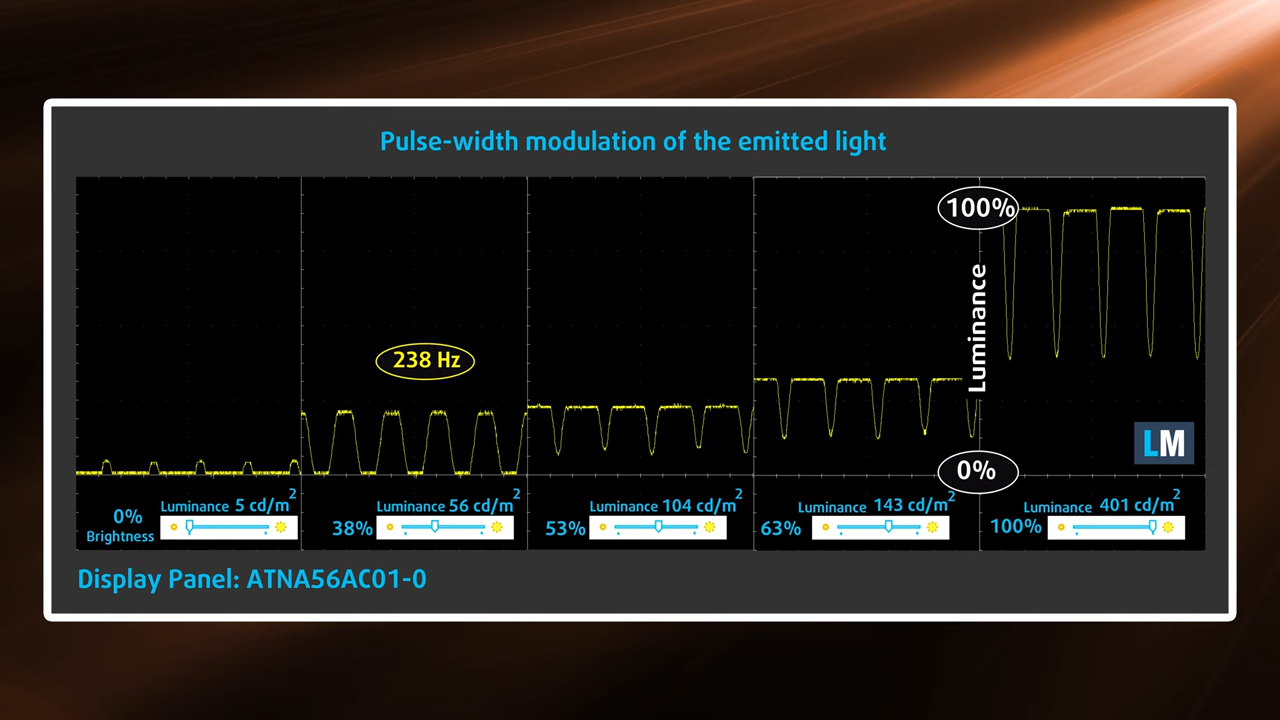 Pulse-width modulation of the emitted light
100%
238 Hz
Luminance
LM
0%
0%
Brightness
Luminance 5 cd/m²
38%
Luminance 56 cd/m²
53%
Luminance 104 cd/m²
63%
Luminance 143 cd/m²
100%
Luminance 401 cd/m²
Display Panel: ATNA56AC01-0